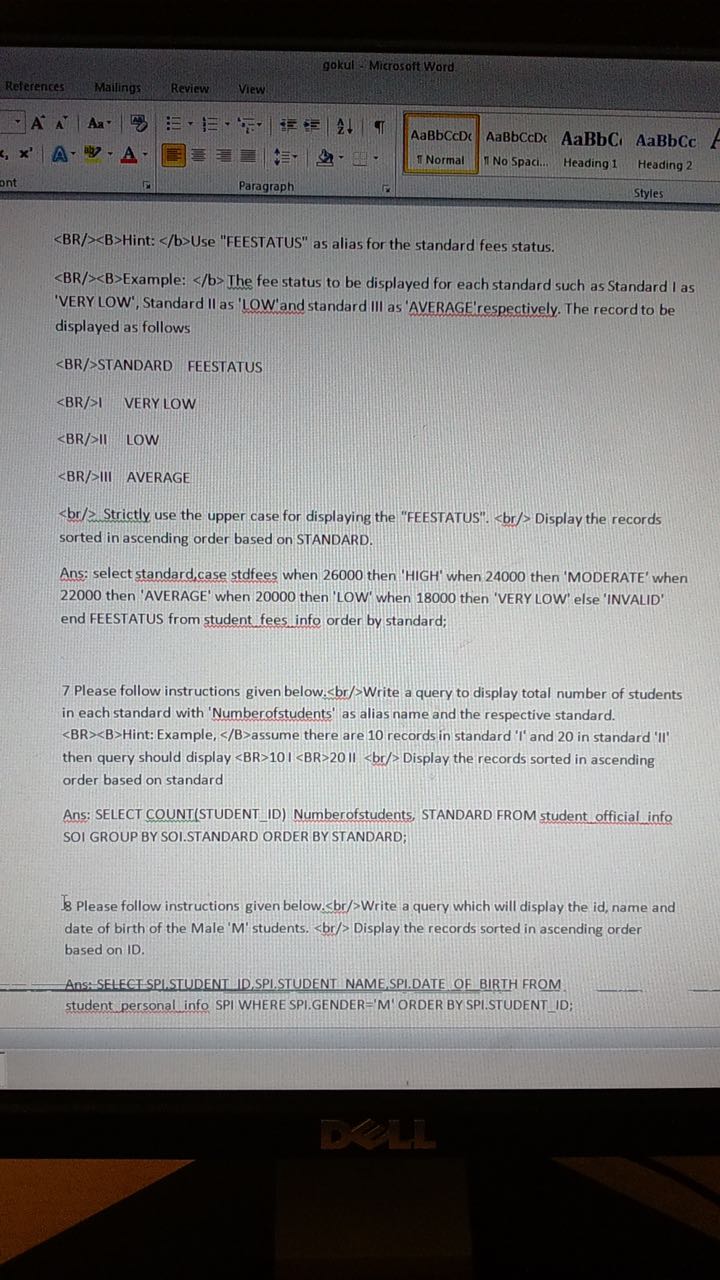 gokul - Microsoft Word
References Mailings Review View
Aa
AaBbCcDc AaBbCcDc AaBbC AaBbCc
¶ Normal ¶ No Spaci... Heading 1 Heading 2
ont Paragraph Styles
<BR/><B>Hint: </b>Use "FEESTATUS" as alias for the standard fees status.
<BR/><B>Example: </b> The fee status to be displayed for each standard such as Standard I as
'VERY LOW', Standard II as 'LOW'and standard III as 'AVERAGE'respectively. The record to be
displayed as follows
<BR/>STANDARD FEESTATUS
<BR/>I VERY LOW
<BR/>II LOW
<BR/>III AVERAGE
<br/> Strictly use the upper case for displaying the "FEESTATUS". <br/> Display the records
sorted in ascending order based on STANDARD.
Ans: select standard,case stdfees when 26000 then 'HIGH' when 24000 then 'MODERATE' when
22000 then 'AVERAGE' when 20000 then 'LOW' when 18000 then 'VERY LOW' else 'INVALID'
end FEESTATUS from student_fees_info order by standard;
7 Please follow instructions given below.<br/>Write a query to display total number of students
in each standard with 'Numberofstudents' as alias name and the respective standard.
<BR><B>Hint: Example, </B>assume there are 10 records in standard 'I' and 20 in standard 'II'
then query should display <BR>10 I <BR>20 II <br/> Display the records sorted in ascending
order based on standard
Ans: SELECT COUNT(STUDENT_ID) Numberofstudents, STANDARD FROM student_official_info
SOI GROUP BY SOI.STANDARD ORDER BY STANDARD;
8 Please follow instructions given below.<br/>Write a query which will display the id, name and
date of birth of the Male 'M' students. <br/> Display the records sorted in ascending order
based on ID.
Ans: SELECT SPI.STUDENT_ID,SPI.STUDENT_NAME,SPI.DATE_OF_BIRTH FROM
student_personal_info SPI WHERE SPI.GENDER='M' ORDER BY SPI.STUDENT_ID;
DELL